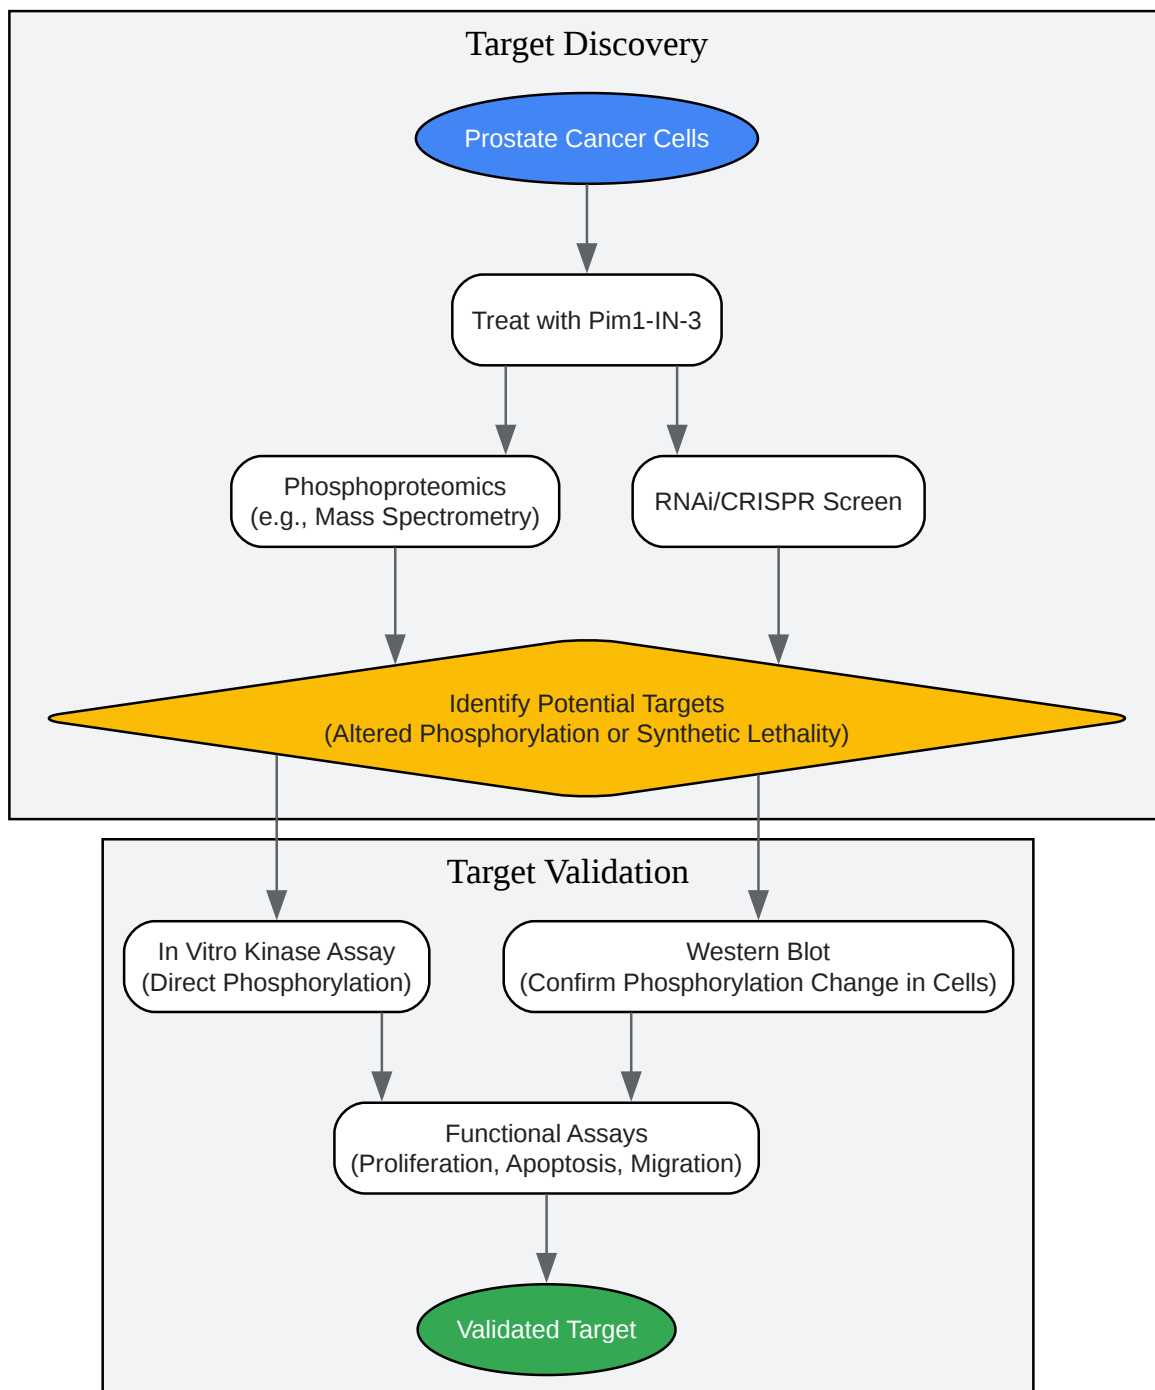 Target Discovery
Prostate Cancer Cells
Treat with Pim1-IN-3
Phosphoproteomics
(e.g., Mass Spectrometry)
RNAi/CRISPR Screen
Identify Potential Targets
(Altered Phosphorylation or Synthetic Lethality)
Target Validation
In Vitro Kinase Assay
(Direct Phosphorylation)
Western Blot
(Confirm Phosphorylation Change in Cells)
Functional Assays
(Proliferation, Apoptosis, Migration)
Validated Target